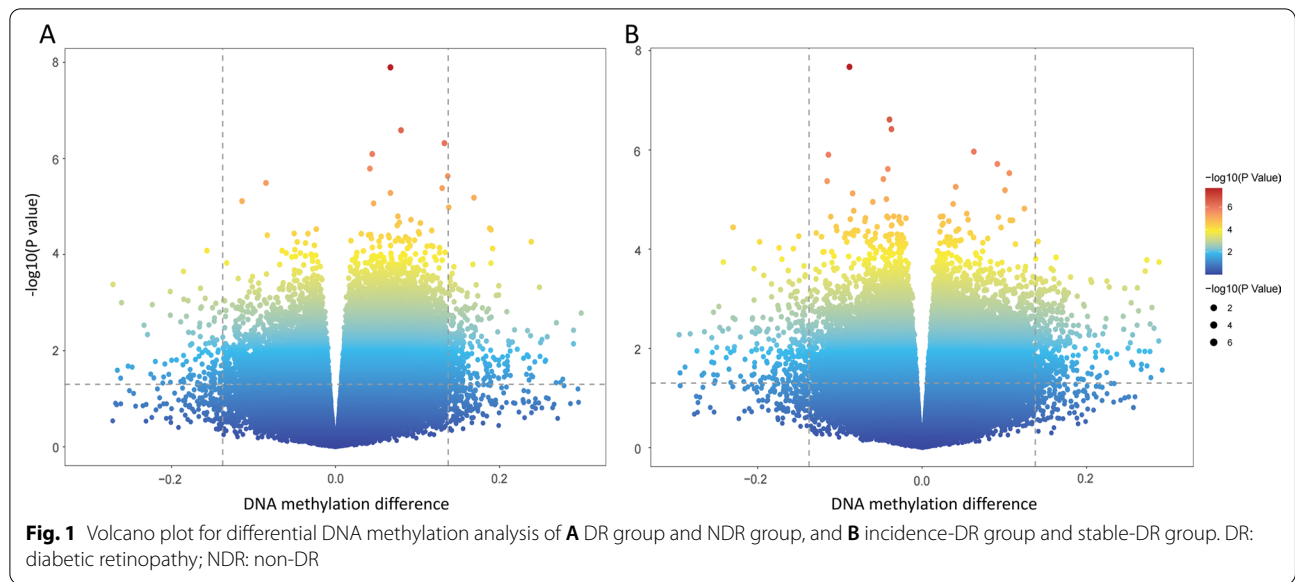 A
8
6
4
2
0
-log10(P value)
−0.2
0.0
0.2
DNA methylation difference
B
8
6
4
2
0
−0.2
0.0
0.2
DNA methylation difference
−log10(P Value)
6
4
2
−log10(P Value)
2
4
6
Fig. 1 Volcano plot for differential DNA methylation analysis of A DR group and NDR group, and B incidence-DR group and stable-DR group. DR:
diabetic retinopathy; NDR: non-DR